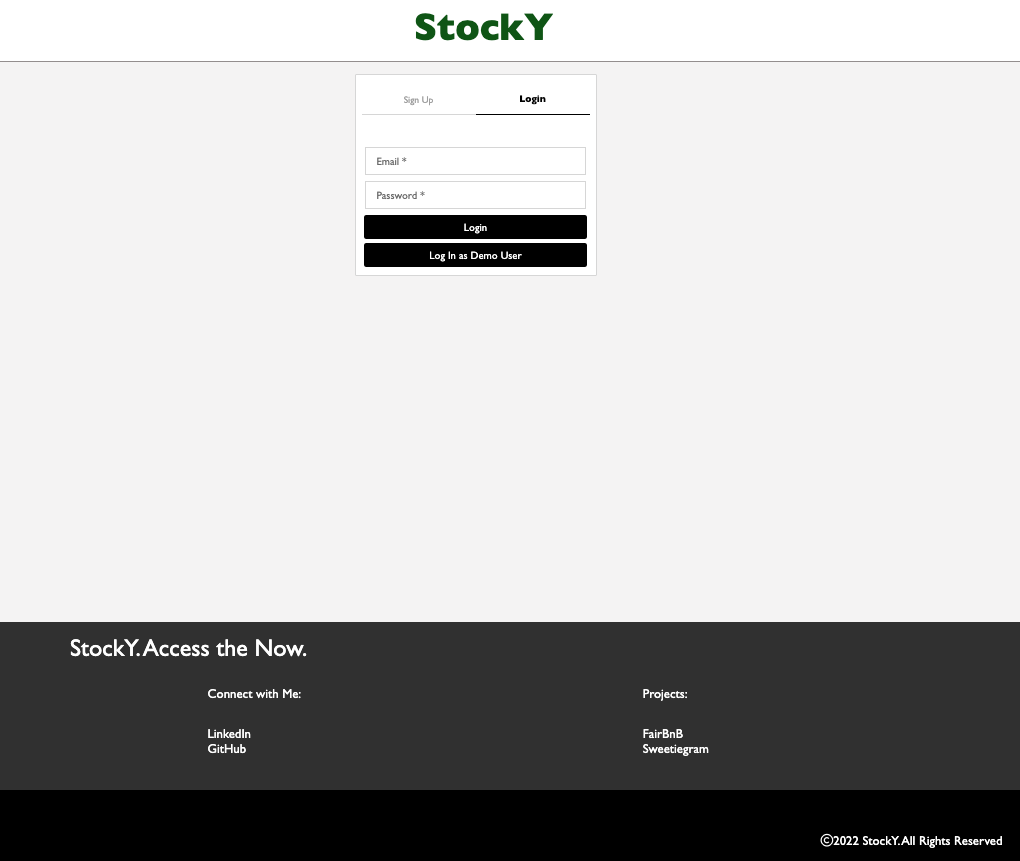 StockY
Sign Up
Login
Email *
Password *
Login
Log In as Demo User
StockY. Access the Now.
Connect with Me:
LinkedIn
GitHub
Projects:
FairBnB
Sweetiegram
©2022 StockY. All Rights Reserved